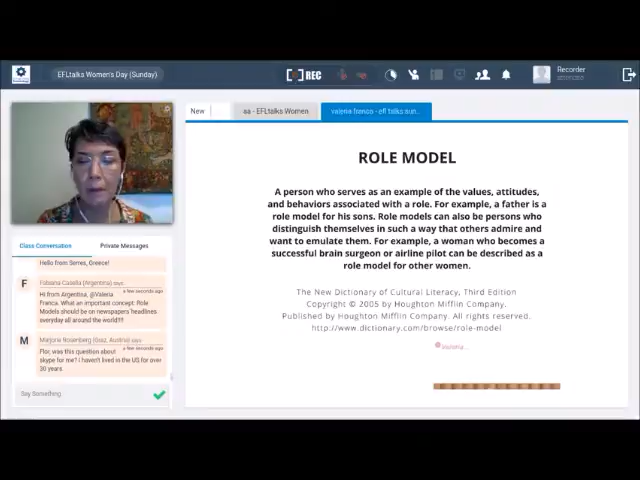 EFLtalks Women's Day (Sunday)
REC
Recorder
New
aa - EFLtalks Women
valeria franca - efl talks sun...
Class Conversation
Private Messages
Hello from Serres, Greece!
F
Fabiana Casella (Argentina) says:
a few seconds ago
Hi from Argentisa, @Valeria
Franca. What an important concept: Role
Models should be on newspapers'headlines
everyday all around the world!!!!
M
Marjorie Rosenberg (Graz, Austria) says:
a few seconds ago
Flor, was this question about
skype for me? I haven't lived in the US for over
30 years.
Say Something.
ROLE MODEL
A person who serves as an example of the values, attitudes,
and behaviors associated with a role. For example, a father is a
role model for his sons. Role models can also be persons who
distinguish themselves in such a way that others admire and
want to emulate them. For example, a woman who becomes a
successful brain surgeon or airline pilot can be described as a
role model for other women.
The New Dictionary of Cultural Literacy, Third Edition
Copyright © 2005 by Houghton Mifflin Company.
Published by Houghton Mifflin Company. All rights reserved.
http://www.dictionary.com/browse/role-model
Valeria...